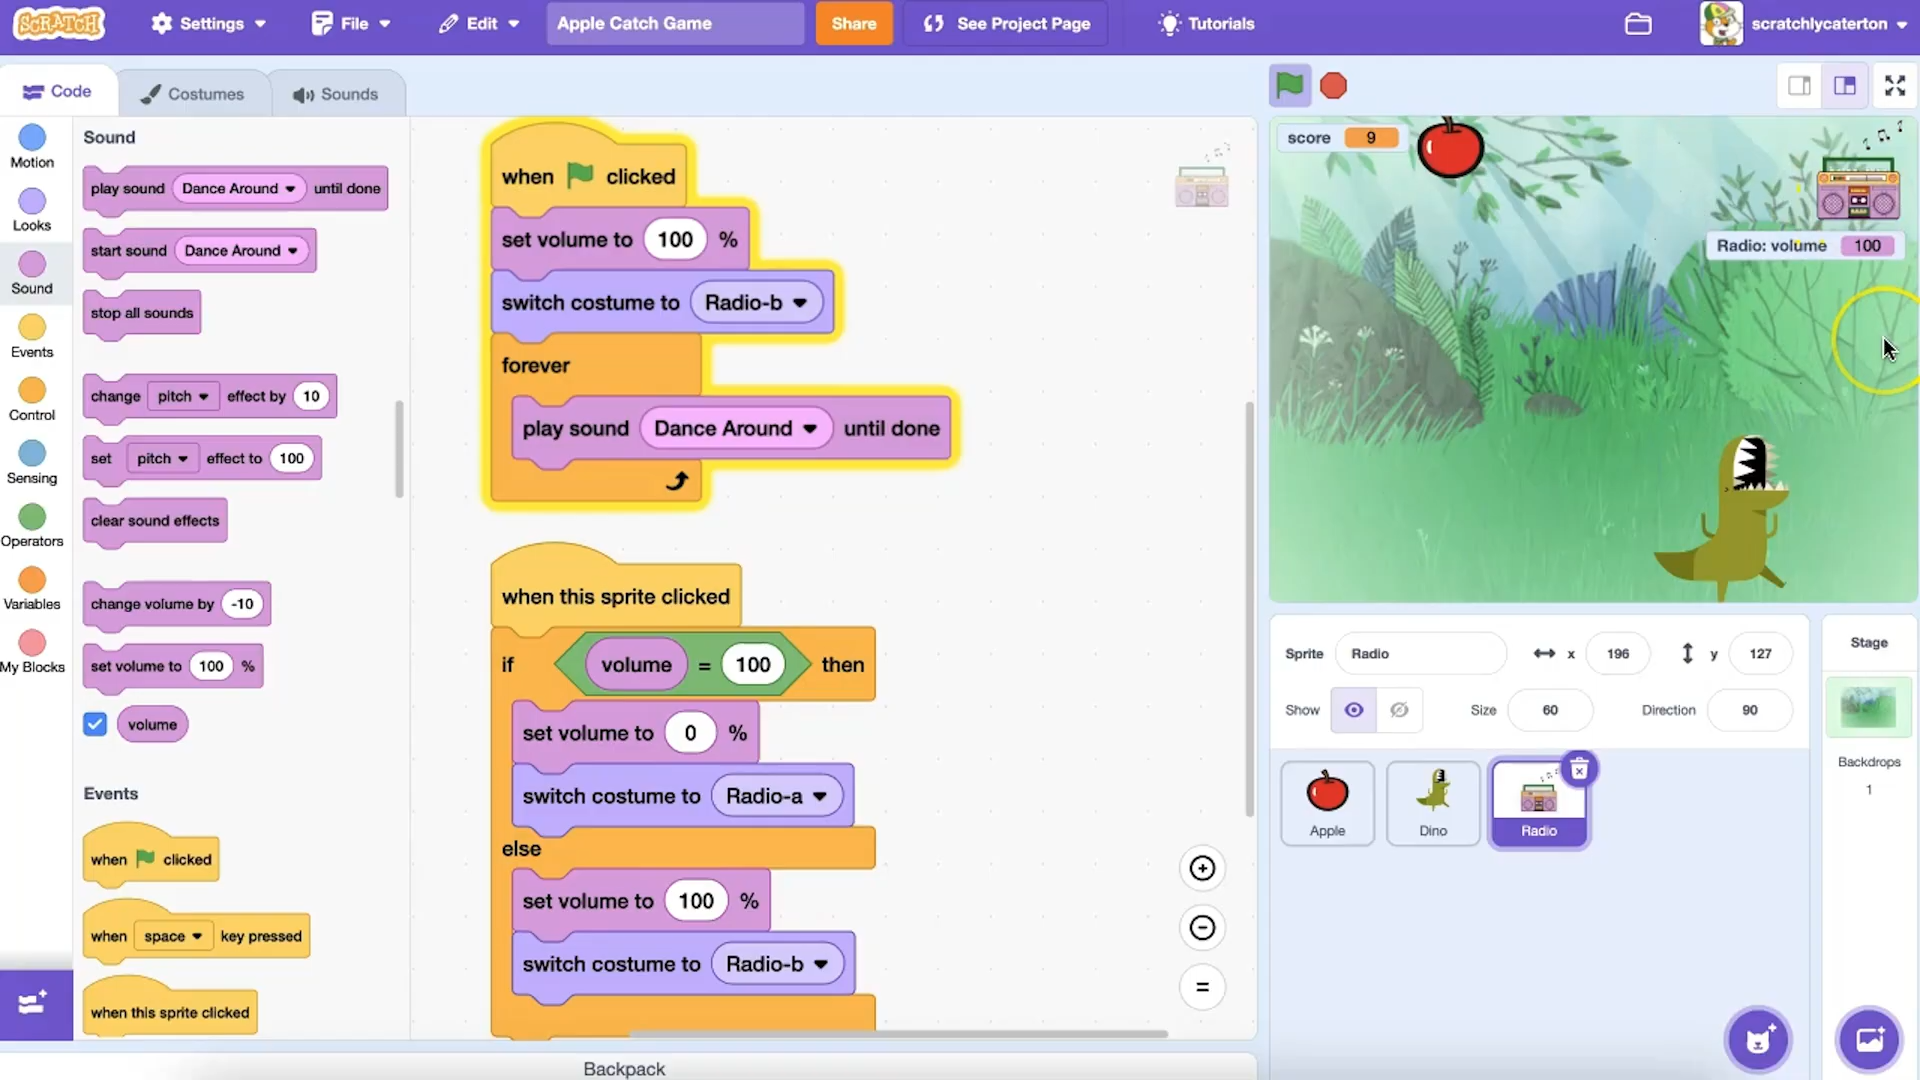 SCRATCH
Settings
File
Edit
Apple Catch Game
Share
See Project Page
Tutorials
scratchlycaterton
Code
Costumes
Sounds
Motion
Looks
Sound
Events
Control
Sensing
Operators
Variables
My Blocks
Sound
play sound Dance Around until done
start sound Dance Around
stop all sounds
change pitch effect by 10
set pitch effect to 100
clear sound effects
change volume by -10
set volume to 100 %
volume
Events
when clicked
when space key pressed
when this sprite clicked
when clicked
set volume to 100 %
switch costume to Radio-b
forever
play sound Dance Around until done
when this sprite clicked
if volume = 100 then
set volume to 0 %
switch costume to Radio-a
else
set volume to 100 %
switch costume to Radio-b
Backpack
score 9
Radio: volume 100
Sprite Radio x 196 y 127
Show Size 60 Direction 90
Apple
Dino
Radio
Stage
Backdrops
1